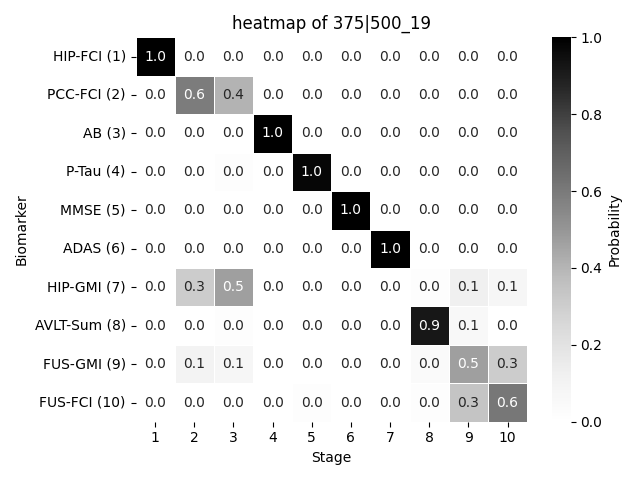 heatmap of 375|500_19
HIP-FCI (1) 1.0 0.0 0.0 0.0 0.0 0.0 0.0 0.0 0.0 0.0
PCC-FCI (2) 0.0 0.6 0.4 0.0 0.0 0.0 0.0 0.0 0.0 0.0
AB (3) 0.0 0.0 0.0 1.0 0.0 0.0 0.0 0.0 0.0 0.0
P-Tau (4) 0.0 0.0 0.0 0.0 1.0 0.0 0.0 0.0 0.0 0.0
MMSE (5) 0.0 0.0 0.0 0.0 0.0 1.0 0.0 0.0 0.0 0.0
ADAS (6) 0.0 0.0 0.0 0.0 0.0 0.0 1.0 0.0 0.0 0.0
HIP-GMI (7) 0.0 0.3 0.5 0.0 0.0 0.0 0.0 0.0 0.1 0.1
AVLT-Sum (8) 0.0 0.0 0.0 0.0 0.0 0.0 0.0 0.9 0.1 0.0
FUS-GMI (9) 0.0 0.1 0.1 0.0 0.0 0.0 0.0 0.0 0.5 0.3
FUS-FCI (10) 0.0 0.0 0.0 0.0 0.0 0.0 0.0 0.0 0.3 0.6
1 2 3 4 5 6 7 8 9 10
Stage
Biomarker
1.0
0.8
0.6
0.4
0.2
0.0
Probability